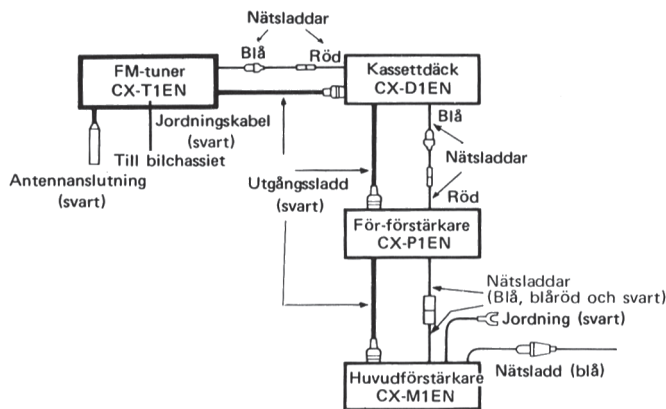 Nätsladdar
Blå
Röd
FM-tuner
CX-T1EN
Kassettdäck
CX-D1EN
Jordningskabel
(svart)
Till bilchassiet
Antennanslutning
(svart)
Utgångssladd
(svart)
Blå
Nätsladdar
Röd
För-förstärkare
CX-P1EN
Nätsladdar
(Blå, blåröd och svart)
Jordning (svart)
Nätsladd (blå)
Huvudförstärkare
CX-M1EN